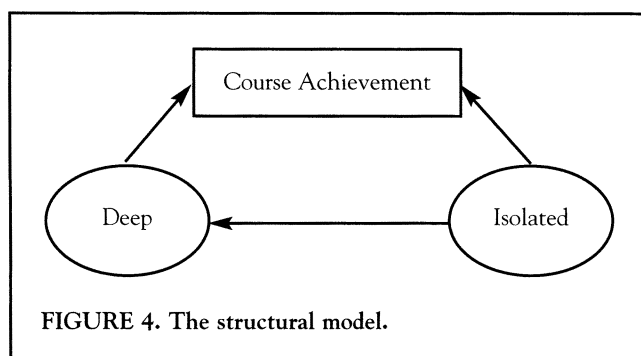 Course Achievement
Deep
Isolated
FIGURE 4. The structural model.